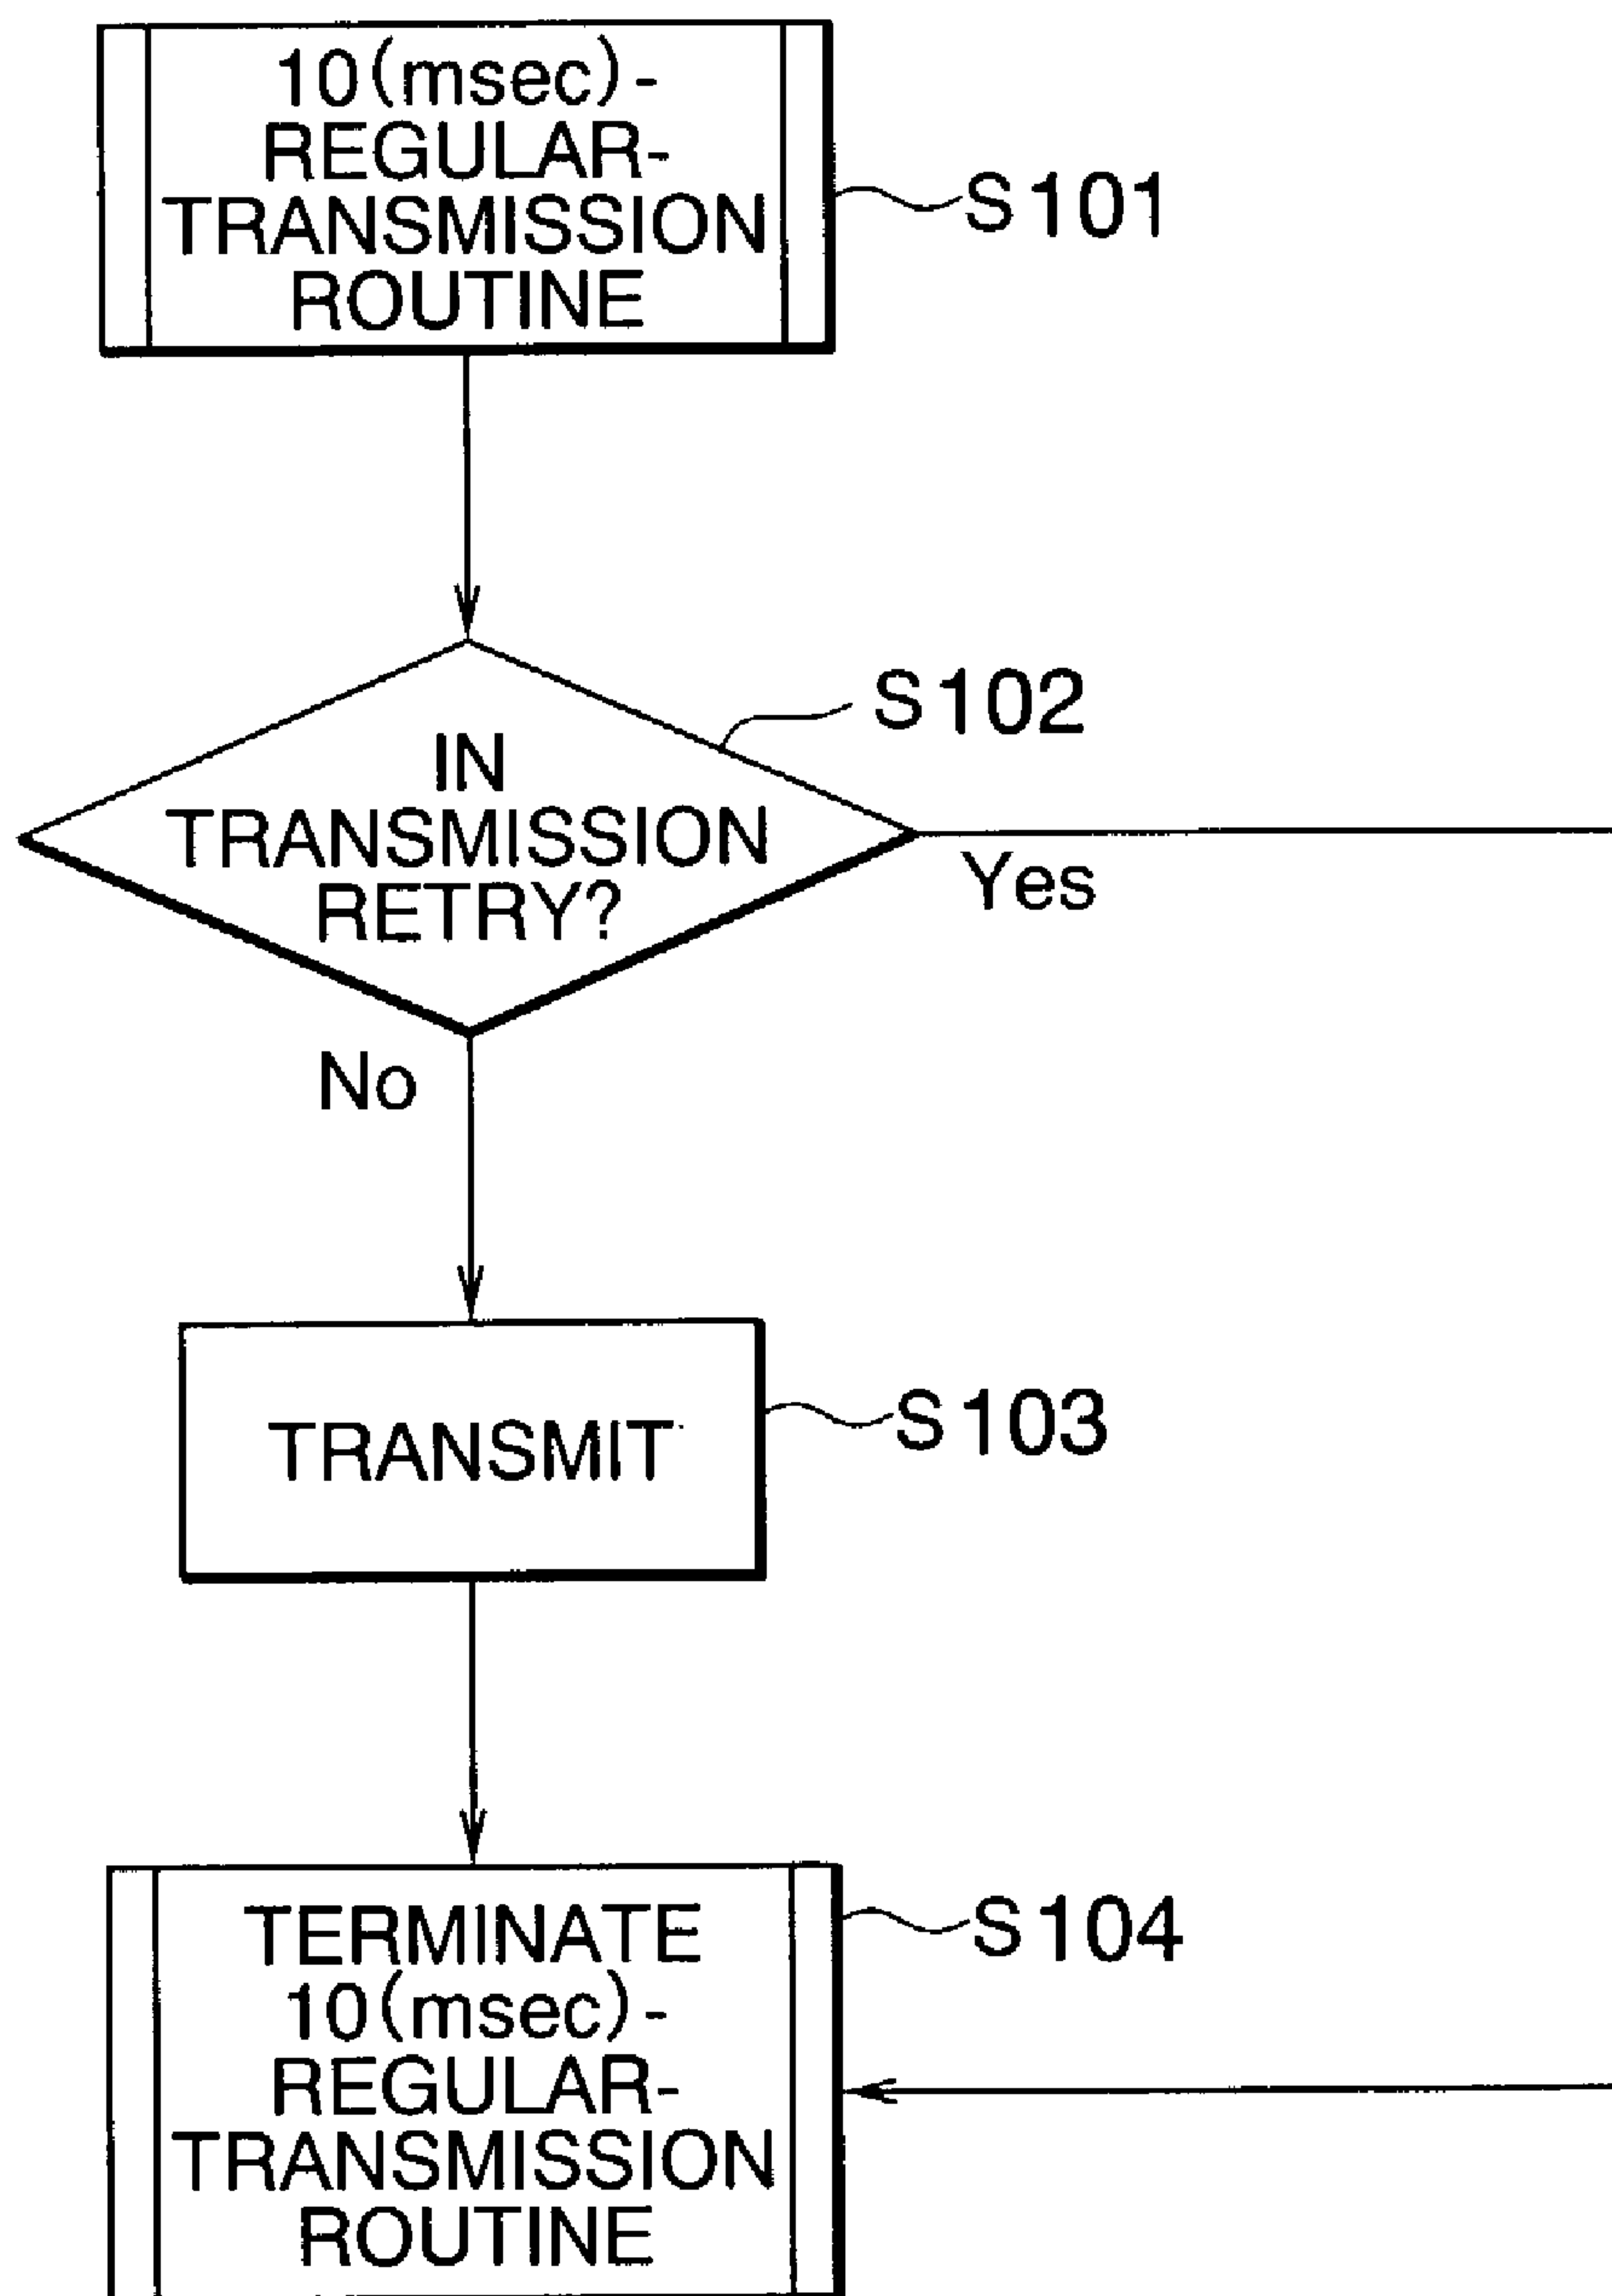 10(msec)-
REGULAR-
TRANSMISSION
ROUTINE
S101
S102
IN
TRANSMISSION
RETRY?
Yes
No
TRANSMIT
S103
TERMINATE
10(msec)-
REGULAR-
TRANSMISSION
ROUTINE
S104